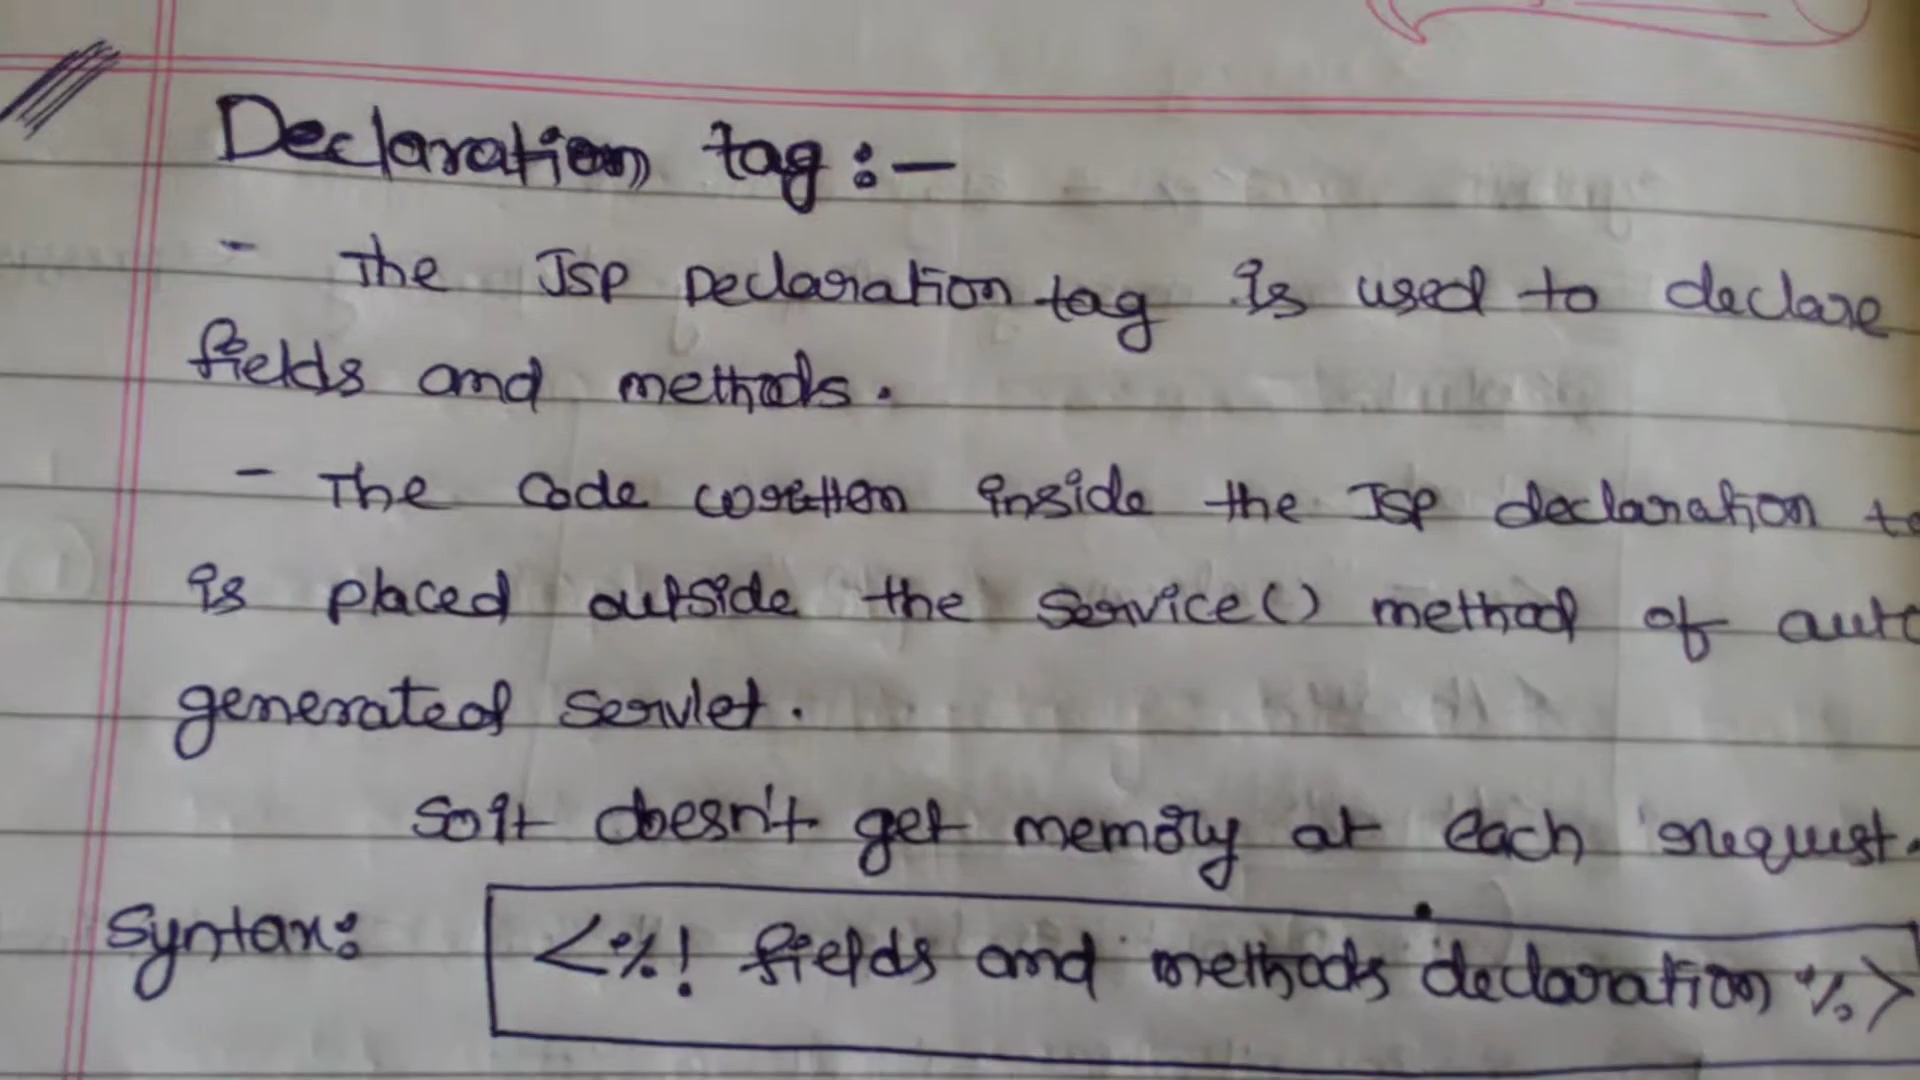 Declaration tag :-
- The Jsp Declaration tag is used to declare
fields and methods.
- The Code written inside the JSP declaration
is placed outside the Service() method of auto
generated Servlet.
So it doesn't get memory at each request.
Syntax:
<%! fields and methods declaration %>